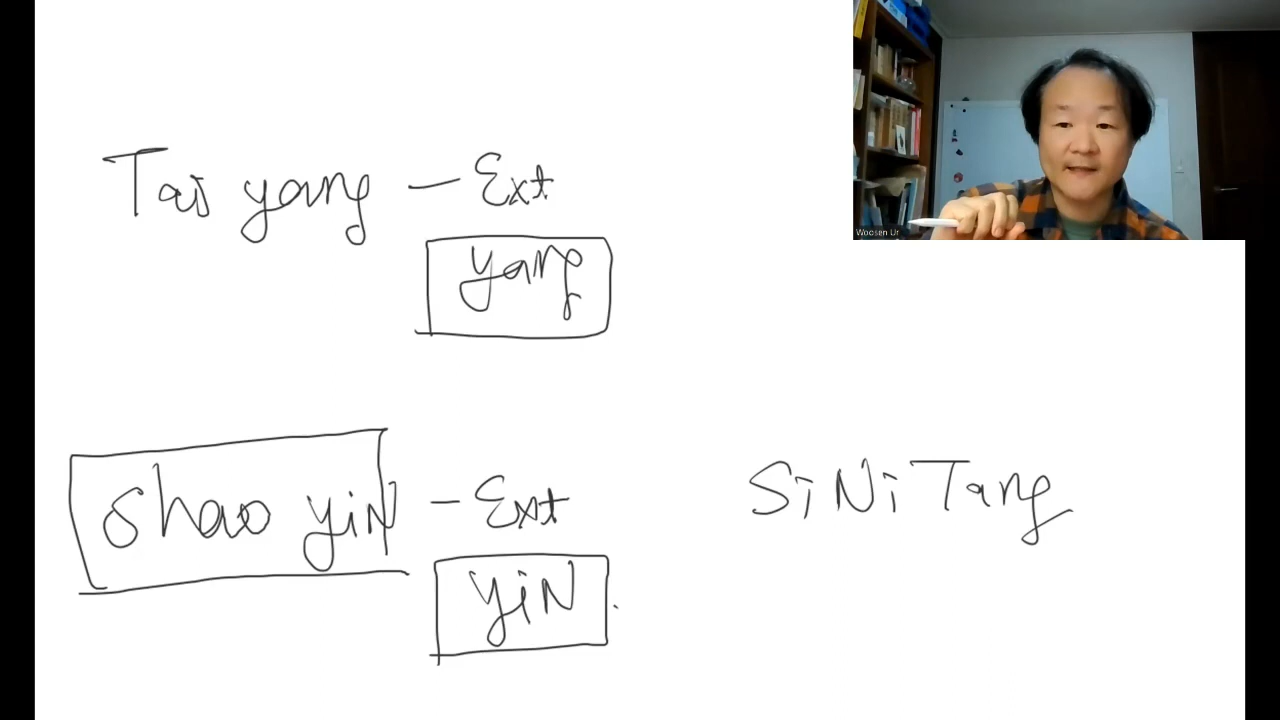 Tai yang — Ext
yang
Shao yin — Ext
yin
Si Ni Tang
Woosen Ur